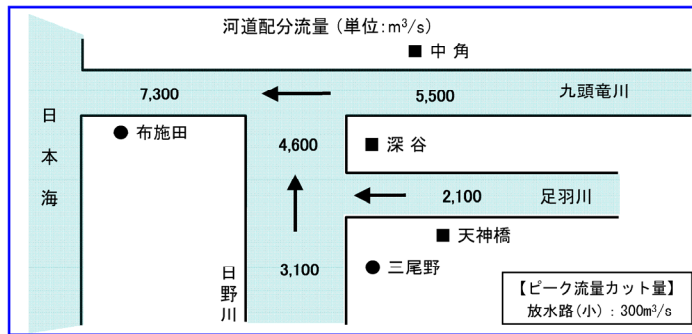 河道配分流量 (単位:m³/s)
■ 中 角
7,300
5,500
九頭竜川
日本海
● 布施田
4,600
■ 深 谷
2,100
足羽川
■ 天神橋
3,100
● 三尾野
日野川
【ピーク流量カット量】
放水路(小) : 300m³/s